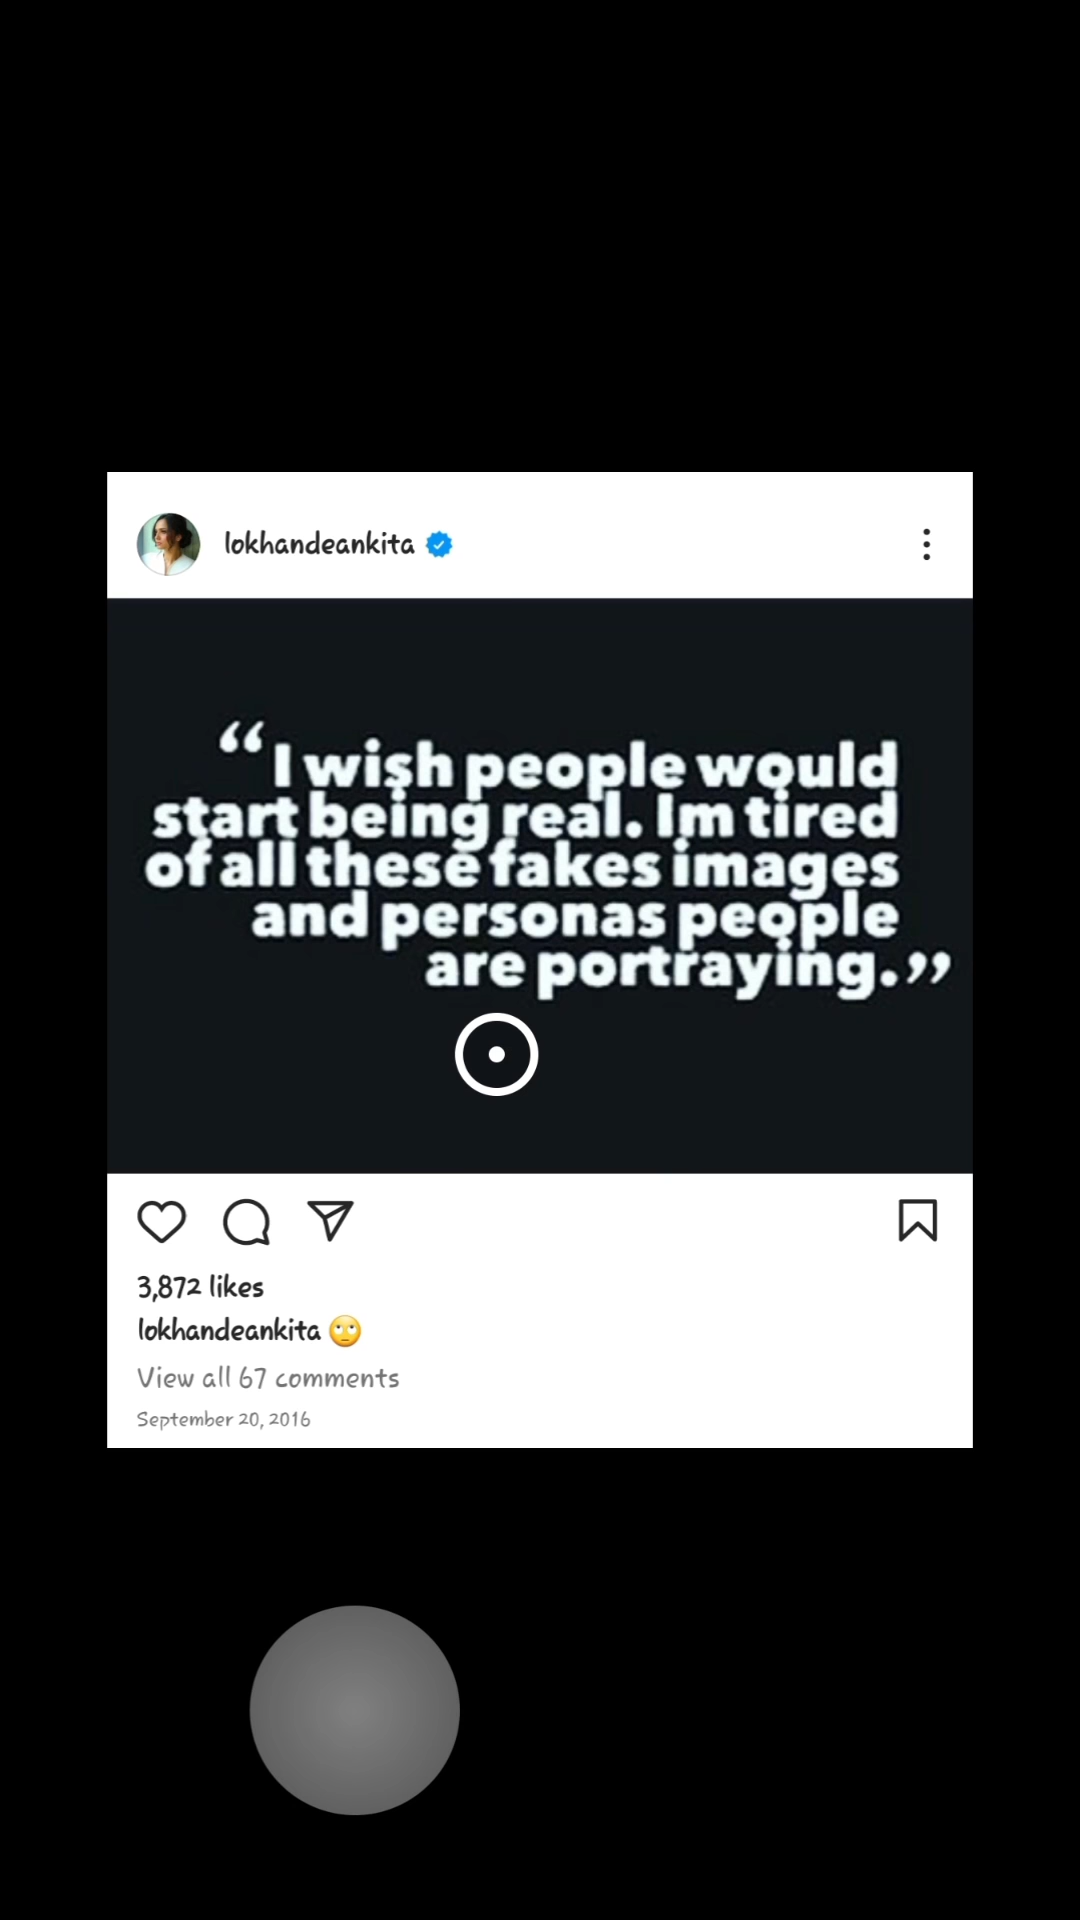 lokhandeankita
“I wish people would
start being real. Im tired
of all these fakes images
and personas people
are portraying.”
3,872 likes
lokhandeankita 🙄
View all 67 comments
September 20, 2016